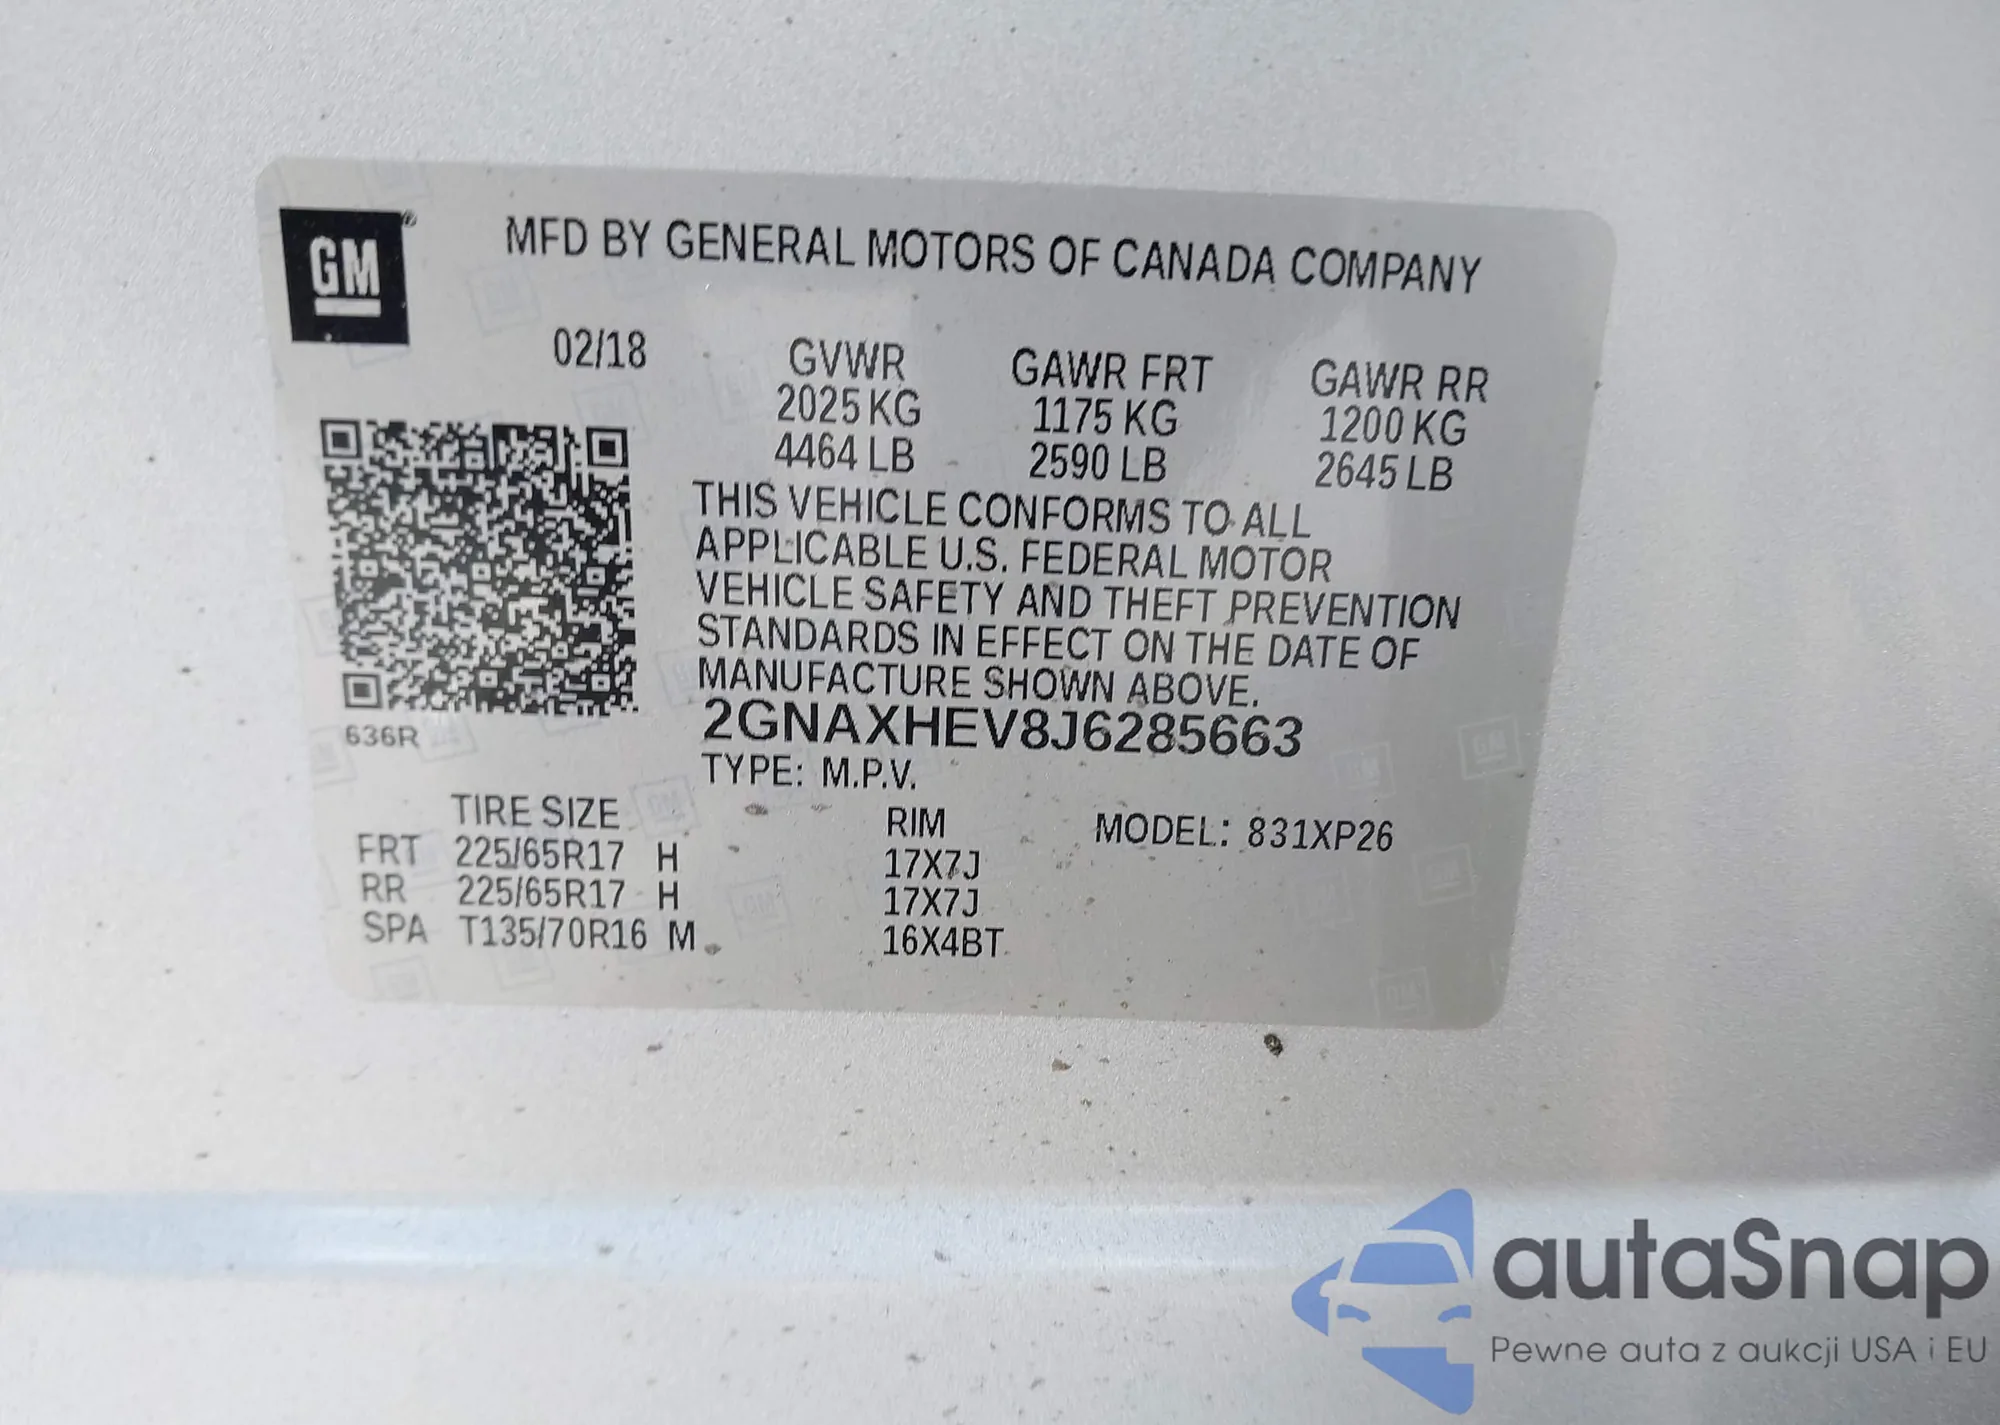 GM
MFD BY GENERAL MOTORS OF CANADA COMPANY
02/18 GVWR GAWR FRT GAWR RR
2025 KG 1175 KG 1200 KG
4464 LB 2590 LB 2645 LB
THIS VEHICLE CONFORMS TO ALL
APPLICABLE U.S. FEDERAL MOTOR
VEHICLE SAFETY AND THEFT PREVENTION
STANDARDS IN EFFECT ON THE DATE OF
MANUFACTURE SHOWN ABOVE.
636R
2GNAXHEV8J6285663
TYPE: M.P.V.
TIRE SIZE RIM MODEL: 831XP26
FRT 225/65R17 H 17X7J
RR 225/65R17 H 17X7J
SPA T135/70R16 M 16X4BT
autaSnap
Pewne auta z aukcji USA i EU